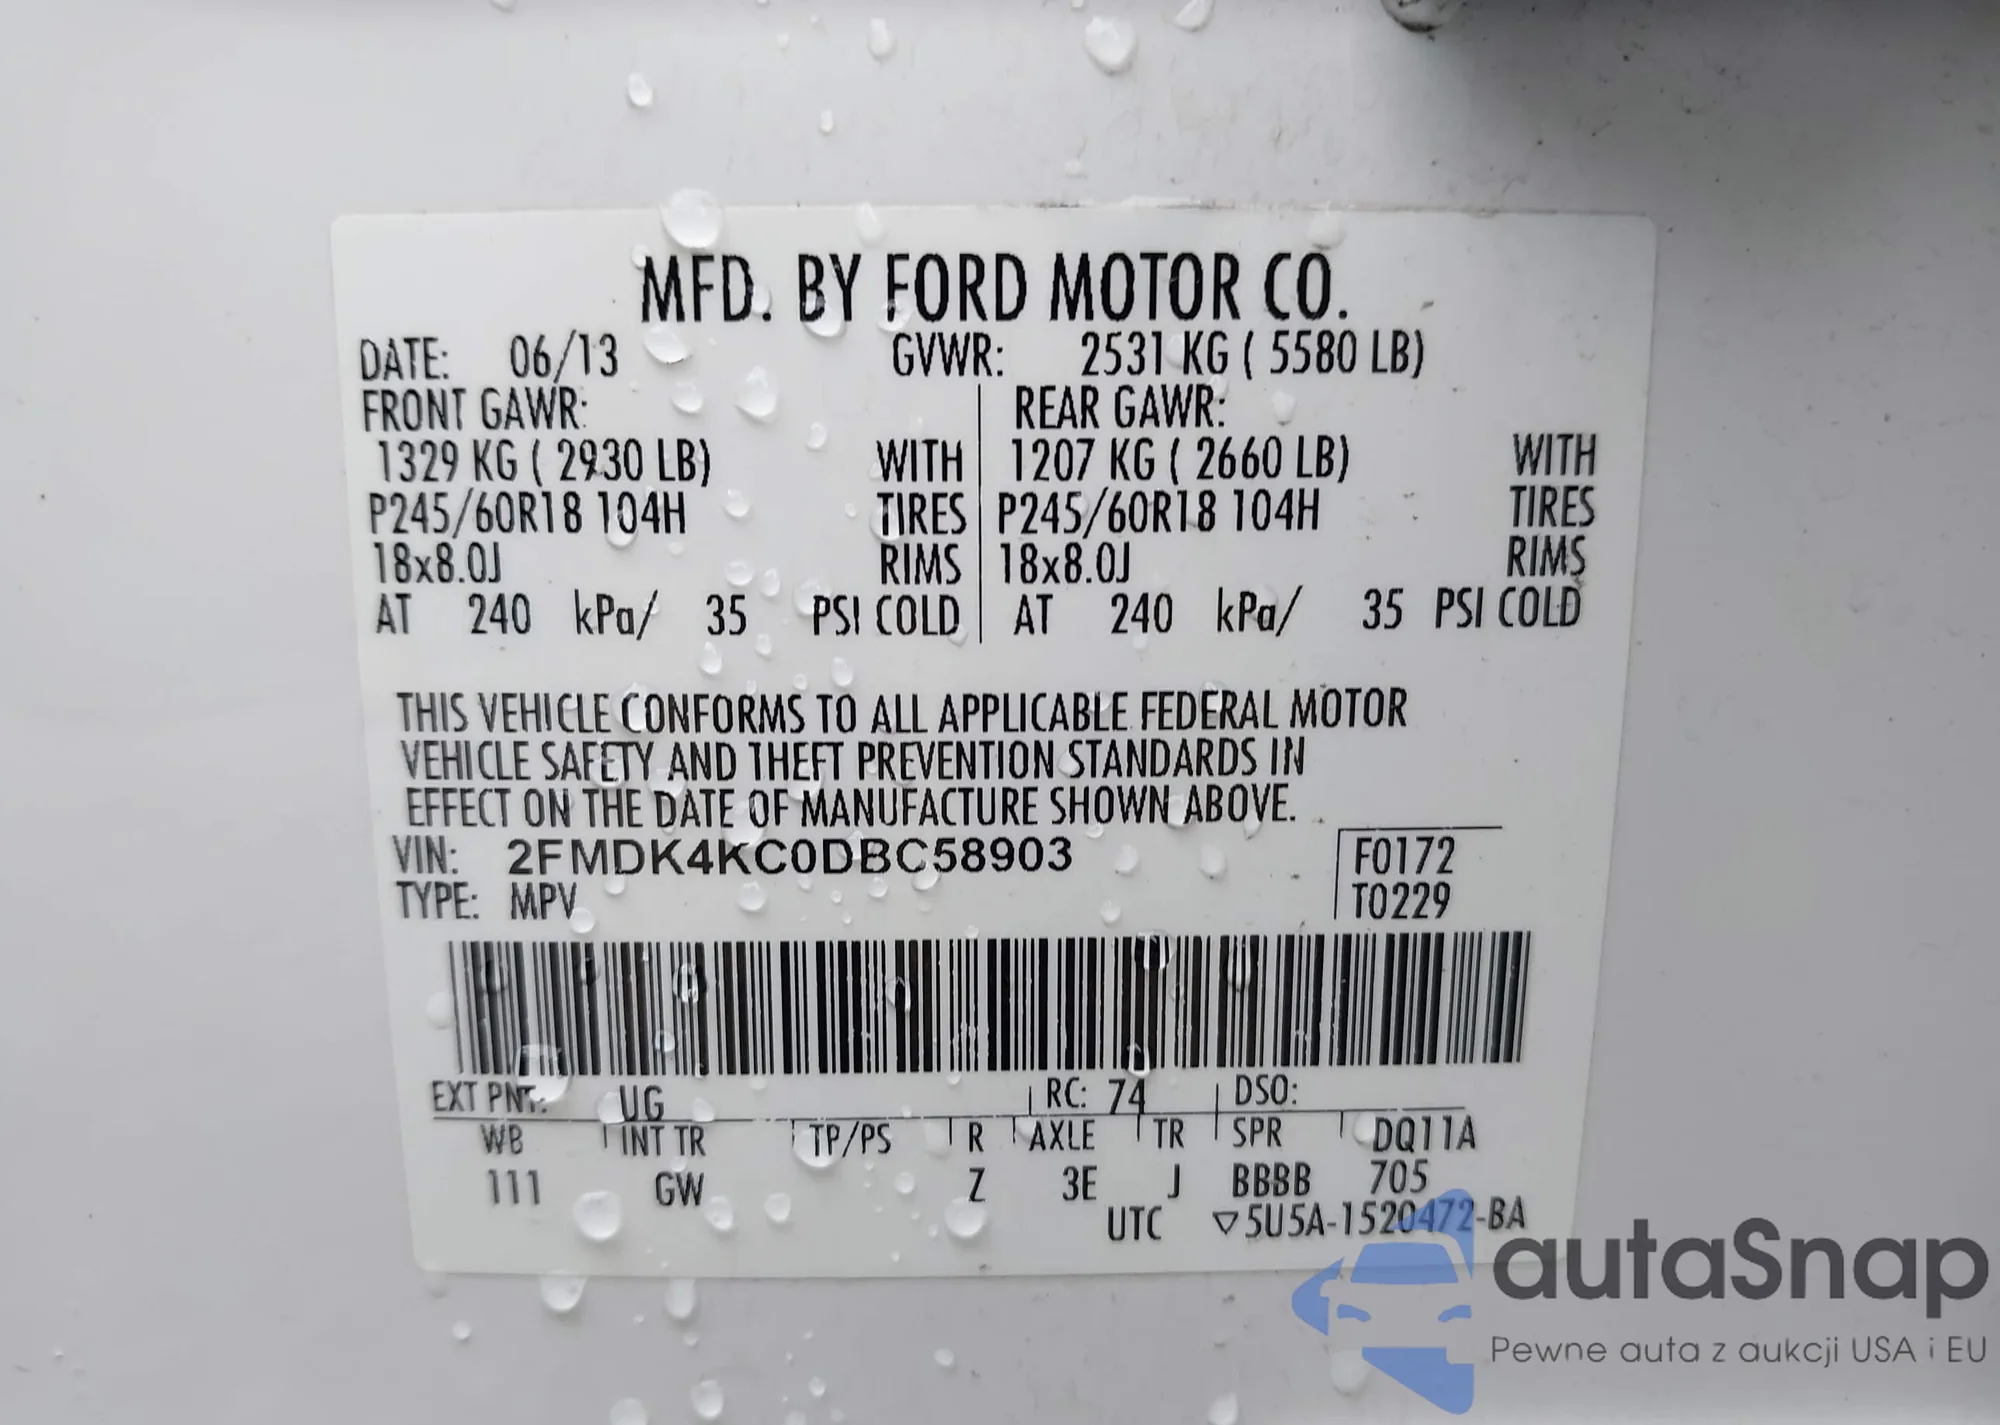 MFD. BY FORD MOTOR CO.
DATE: 06/13 GVWR: 2531 KG ( 5580 LB)
FRONT GAWR: REAR GAWR:
1329 KG ( 2930 LB) WITH 1207 KG ( 2660 LB) WITH
P245/60R18 104H TIRES P245/60R18 104H TIRES
18x8.0J RIMS 18x8.0J RIMS
AT 240 kPa/ 35 PSI COLD AT 240 kPa/ 35 PSI COLD
THIS VEHICLE CONFORMS TO ALL APPLICABLE FEDERAL MOTOR
VEHICLE SAFETY AND THEFT PREVENTION STANDARDS IN
EFFECT ON THE DATE OF MANUFACTURE SHOWN ABOVE.
VIN: 2FMDK4KC0DBC58903 F0172
TYPE: MPV T0229
EXT PNT: UG RC: 74 DSO:
WB INT TR TP/PS R AXLE TR SPR DQ11A
111 GW Z 3E J BBBB 705
UTC ▽5U5A-1520472-BA
autaSnap
Pewne auta z aukcji USA i EU